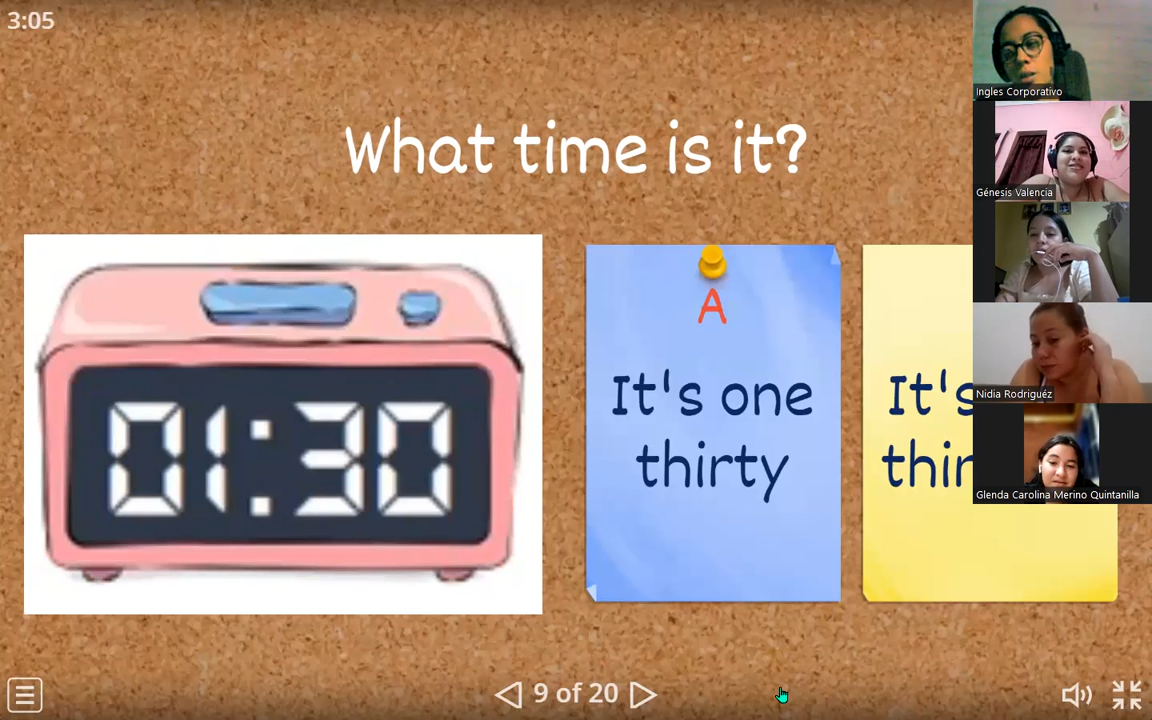 3:05
What time is it?
01:30
A
It's one
thirty
It's
9 of 20
Ingles Corporativo
Génesis Valencia
Nidia Rodriguéz
Glenda Carolina Merino Quintanilla